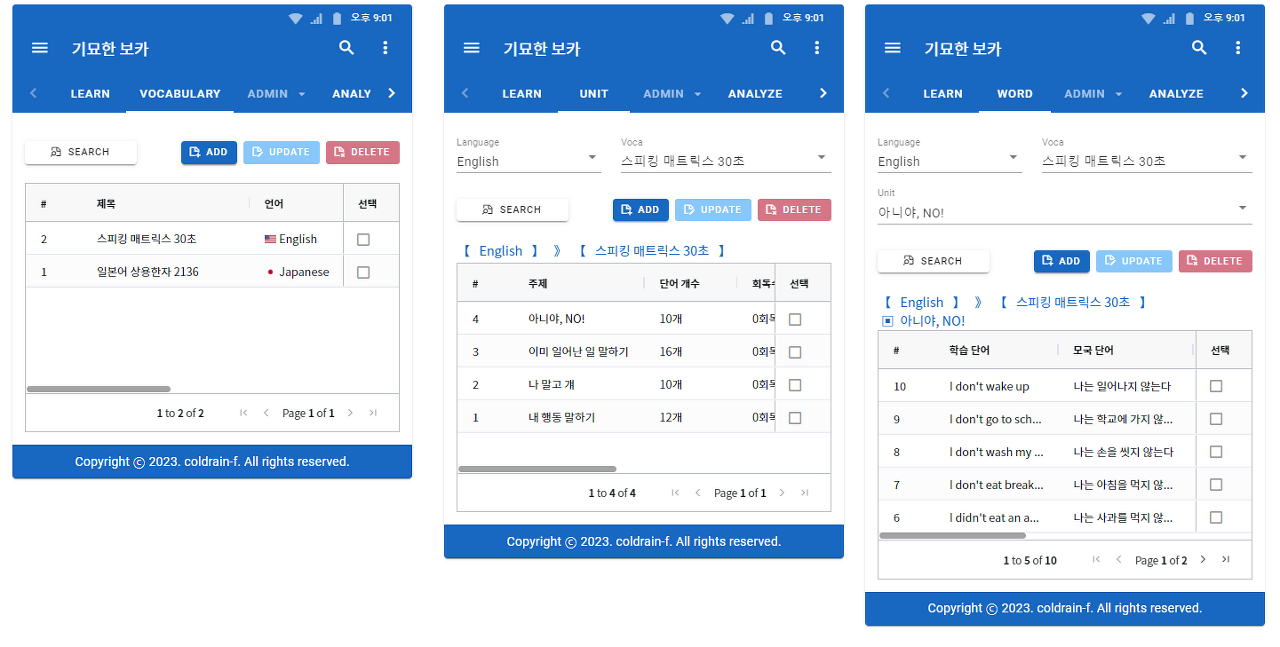 오후 9:01
기묘한 보카
LEARN VOCABULARY ADMIN ANALY
SEARCH ADD UPDATE DELETE
# 제목 언어 선택
2 스피킹 매트릭스 30초 English
1 일본어 상용한자 2136 Japanese
1 to 2 of 2 Page 1 of 1
Copyright © 2023. coldrain-f. All rights reserved.
오후 9:01
기묘한 보카
LEARN UNIT ADMIN ANALYZE
Language Voca
English 스피킹 매트릭스 30초
SEARCH ADD UPDATE DELETE
【 English 】 》 【 스피킹 매트릭스 30초 】
# 주제 단어 개수 회독수 선택
4 아니야, NO! 10개 0회독
3 이미 일어난 일 말하기 16개 0회독
2 나 말고 걔 10개 0회독
1 내 행동 말하기 12개 0회독
1 to 4 of 4 Page 1 of 1
Copyright © 2023. coldrain-f. All rights reserved.
오후 9:01
기묘한 보카
LEARN WORD ADMIN ANALYZE
Language Voca
English 스피킹 매트릭스 30초
Unit
아니야, NO!
SEARCH ADD UPDATE DELETE
【 English 】 》 【 스피킹 매트릭스 30초 】
▣ 아니야, NO!
# 학습 단어 모국 단어 선택
10 I don't wake up 나는 일어나지 않는다
9 I don't go to sch... 나는 학교에 가지 않...
8 I don't wash my ... 나는 손을 씻지 않는다
7 I don't eat break... 나는 아침을 먹지 않...
6 I didn't eat an a... 나는 사과를 먹지 않...
1 to 5 of 10 Page 1 of 2
Copyright © 2023. coldrain-f. All rights reserved.